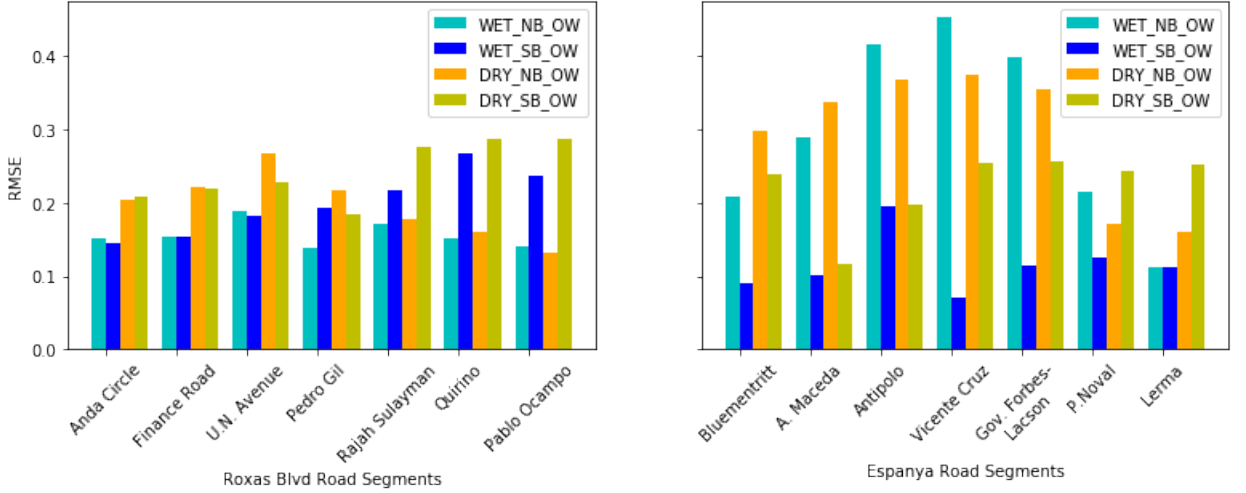 WET_NB_OW
WET_SB_OW
DRY_NB_OW
DRY_SB_OW
0.4
0.3
0.2
0.1
0.0
RMSE
Anda Circle
Finance Road
U.N. Avenue
Pedro Gil
Rajah Sulayman
Quirino
Pablo Ocampo
Roxas Blvd Road Segments
WET_NB_OW
WET_SB_OW
DRY_NB_OW
DRY_SB_OW
Bluementritt
A. Maceda
Antipolo
Vicente Cruz
Gov. Forbes-
Lacson
P.Noval
Lerma
Espanya Road Segments